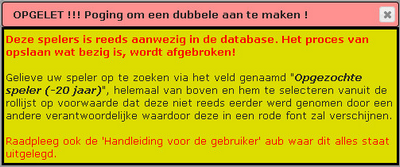 OPGELET !!! Poging om een dubbele aan te maken !
Deze spelers is reeds aanwezig in de database. Het proces van
opslaan wat bezig is, wordt afgebroken!
Gelieve uw speler op te zoeken via het veld genaamd "Opgezochte
speler (-20 jaar)", helemaal van boven en hem te selecteren vanuit de
rollijst op voorwaarde dat deze niet reeds eerder werd genomen door een
andere verantwoordelijke waardoor deze in een rode font zal verschijnen.
Raadpleeg ook de 'Handleiding voor de gebruiker' aub waar dit alles staat
uitgelegd.